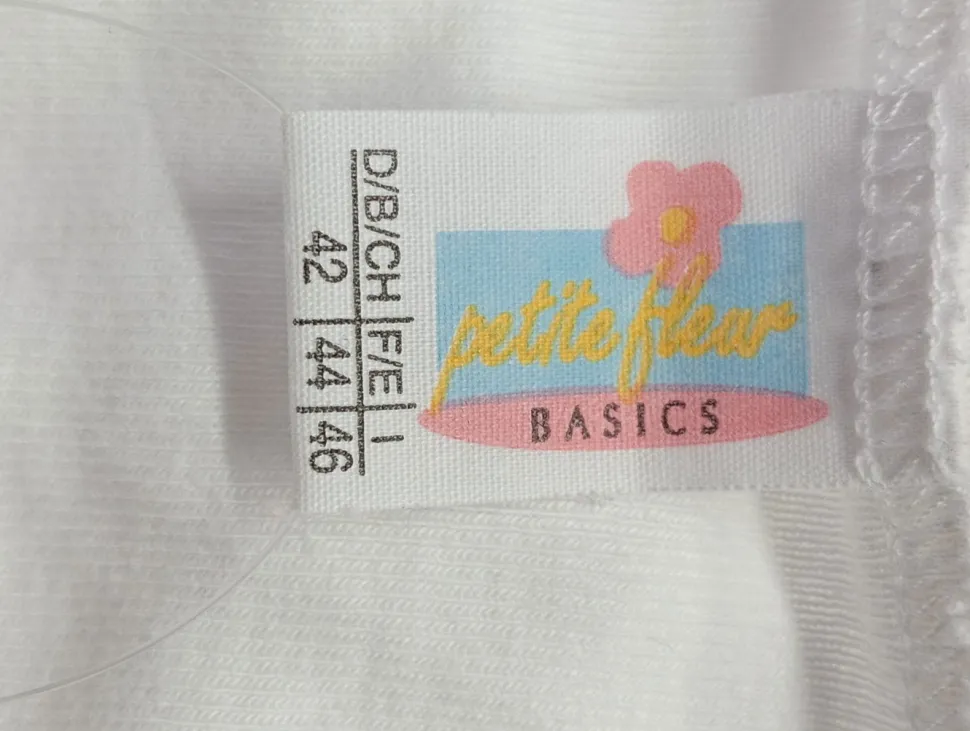 petite fleur
BASICS
D/B/CH | F/E | I
42 | 44 | 46